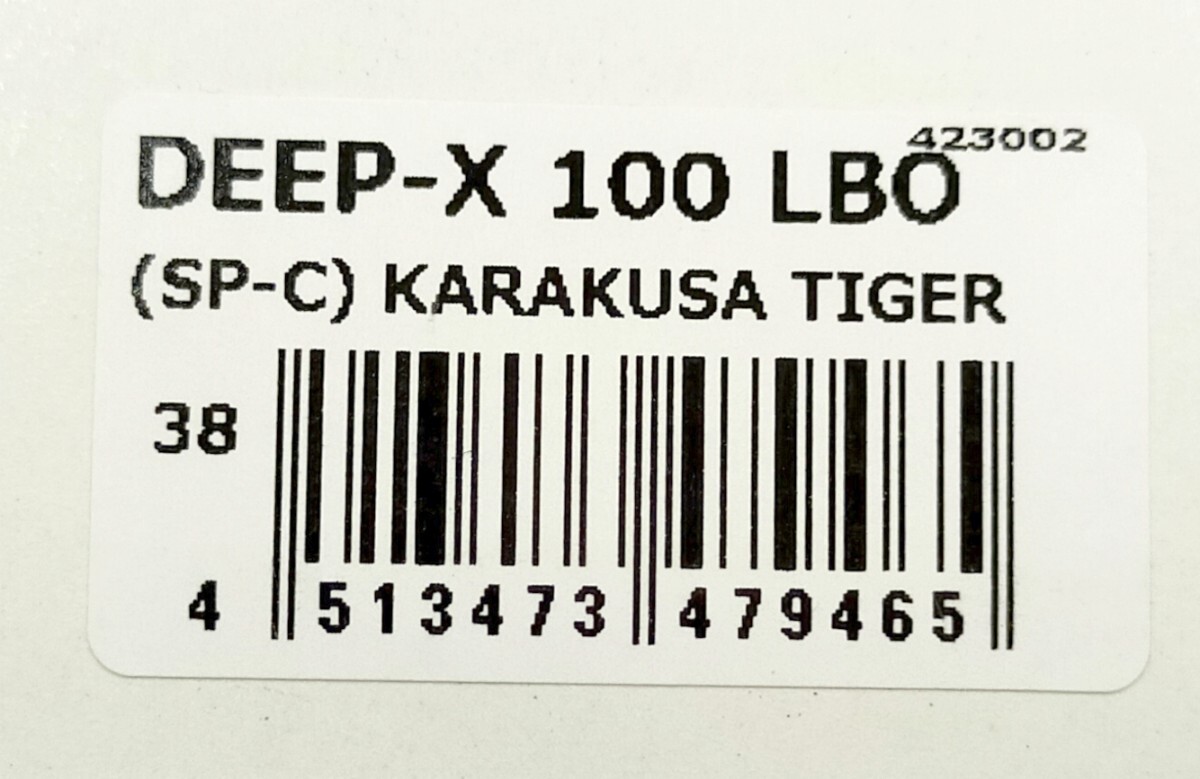 423002
DEEP-X 100 LBO
(SP-C) KARAKUSA TIGER
38
4 513473 479465